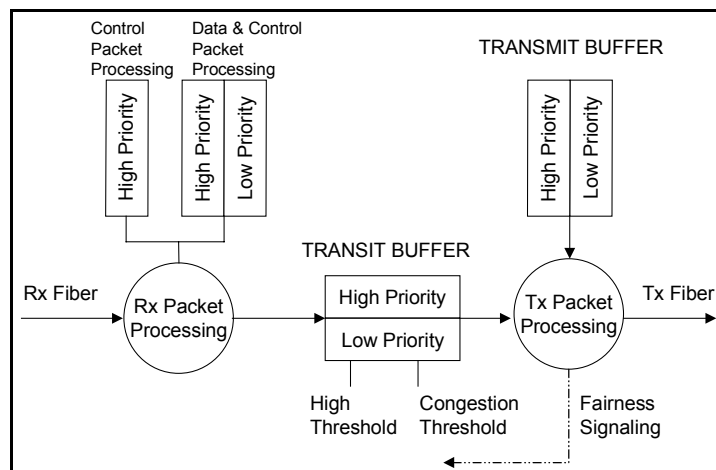 Control
Packet
Processing
Data & Control
Packet
Processing
TRANSMIT BUFFER
High Priority
High Priority
Low Priority
High Priority
Low Priority
TRANSIT BUFFER
Rx Fiber
Rx Packet
Processing
High Priority
Low Priority
Tx Packet
Processing
Tx Fiber
High
Threshold
Congestion
Threshold
Fairness
Signaling